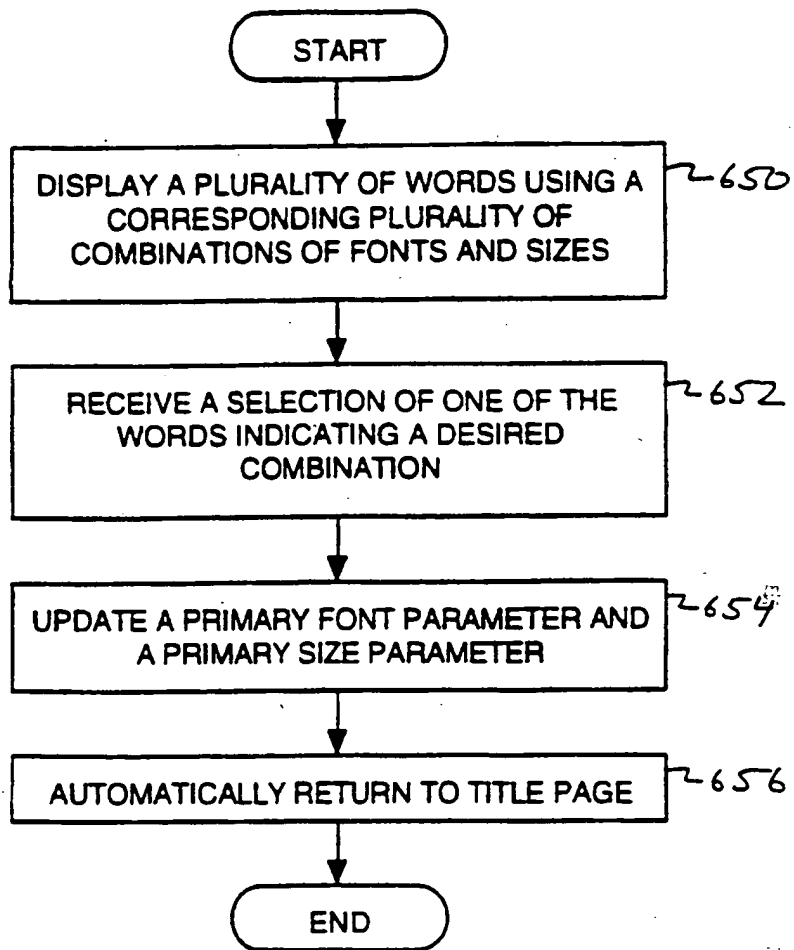 START
DISPLAY A PLURALITY OF WORDS USING A
CORRESPONDING PLURALITY OF
COMBINATIONS OF FONTS AND SIZES
650
RECEIVE A SELECTION OF ONE OF THE
WORDS INDICATING A DESIRED
COMBINATION
652
UPDATE A PRIMARY FONT PARAMETER AND
A PRIMARY SIZE PARAMETER
654
AUTOMATICALLY RETURN TO TITLE PAGE
656
END